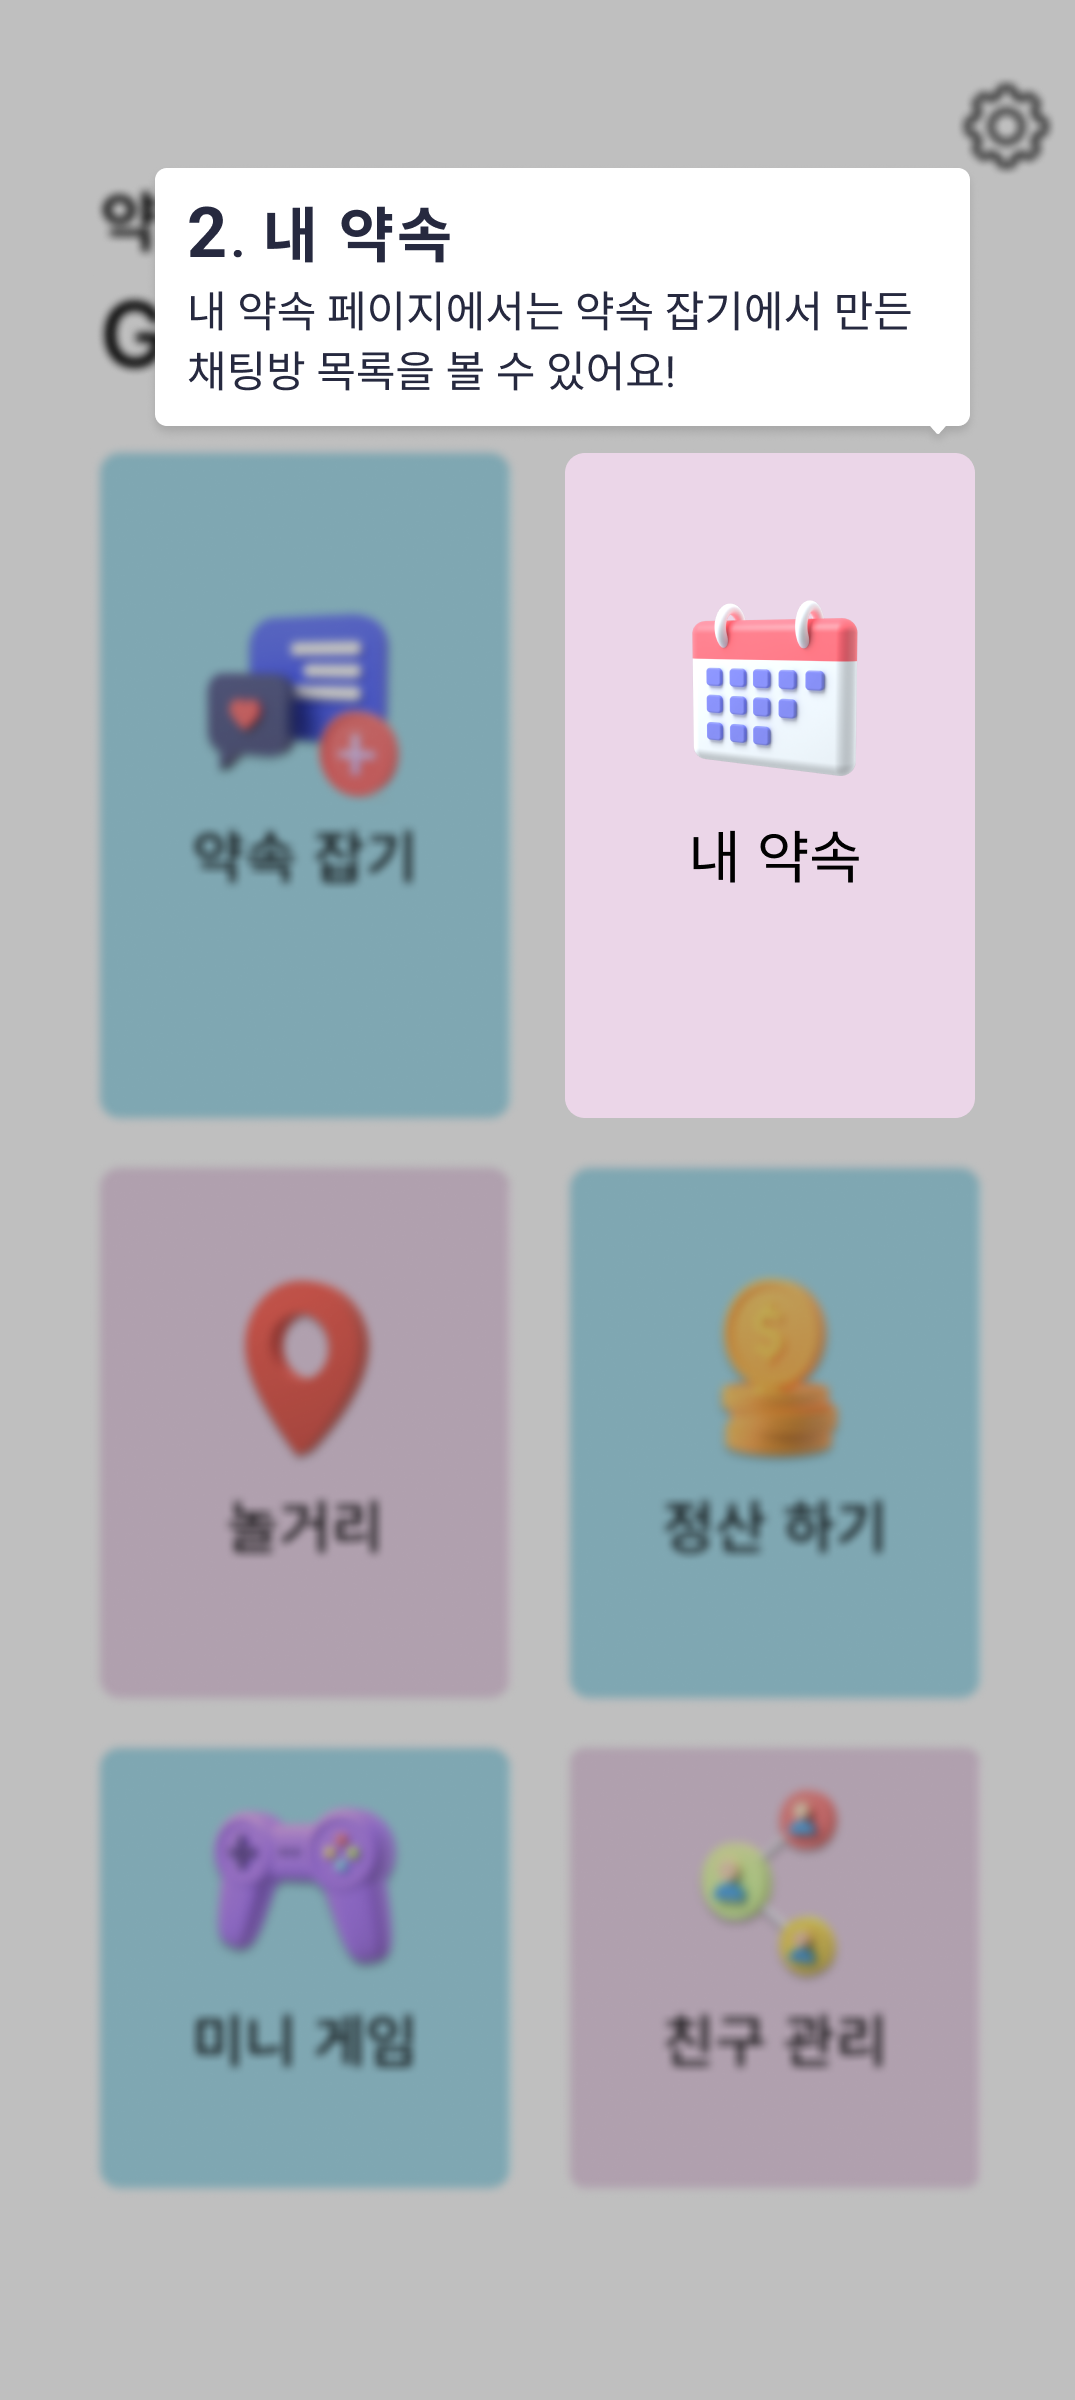 2. 내 약속
내 약속 페이지에서는 약속 잡기에서 만든
채팅방 목록을 볼 수 있어요!
약속 잡기
내 약속
놀거리
정산 하기
미니 게임
친구 관리